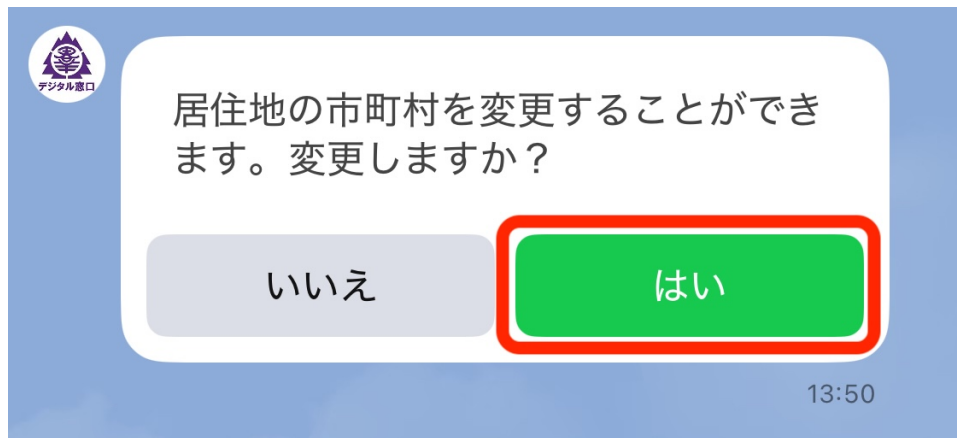 デジタル窓口
居住地の市町村を変更することができ
ます。変更しますか？
いいえ
はい
13:50